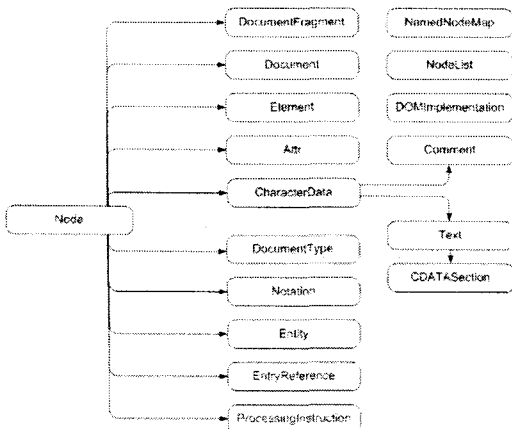 DocumentFragment
NamedNodeMap
Document
NodeList
Element
DOMImplementation
Attr
Comment
CharacterData
Node
DocumentType
Text
Notation
CDATASection
Entity
EntryReference
ProcessingInstruction